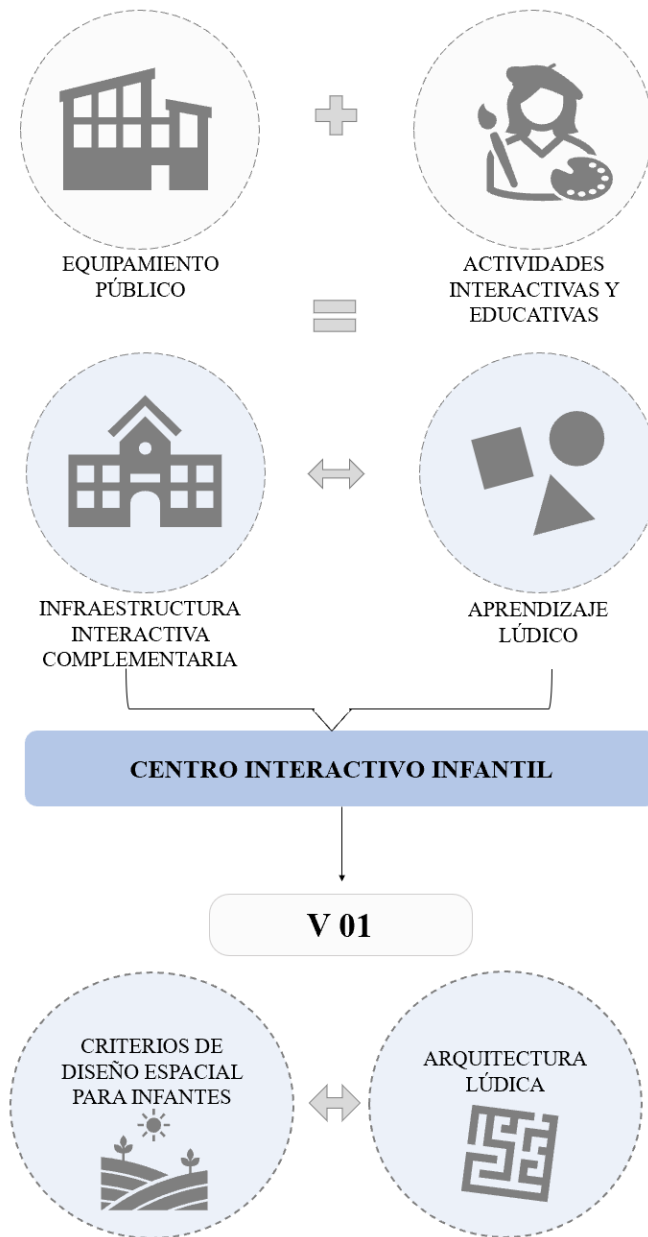 EQUIPAMIENTO
PÚBLICO
ACTIVIDADES
INTERACTIVAS Y
EDUCATIVAS
INFRAESTRUCTURA
INTERACTIVA
COMPLEMENTARIA
APRENDIZAJE
LÚDICO
CENTRO INTERACTIVO INFANTIL
V 01
CRITERIOS DE
DISEÑO ESPACIAL
PARA INFANTES
ARQUITECTURA
LÚDICA